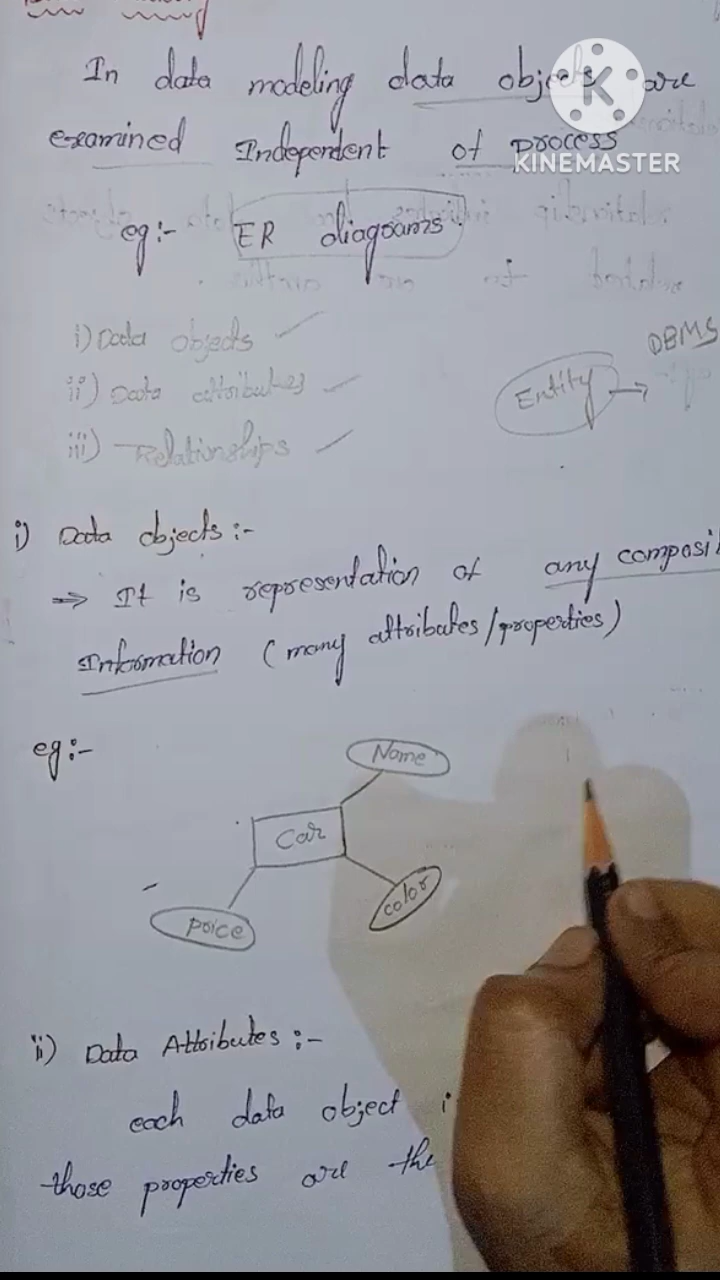 In data modeling data objects are
KINEMASTER
examined Independent of process
eg:- ER diagrams
i) Data objects
ii) Data attributes
iii) Relationships
DBMS
Entity
i) Data objects :-
⇒ It is representation of any composi
Information (many attributes/properties)
eg:-
Name
Car
color
price
ii) Data Attributes :-
each data object i
those properties are the